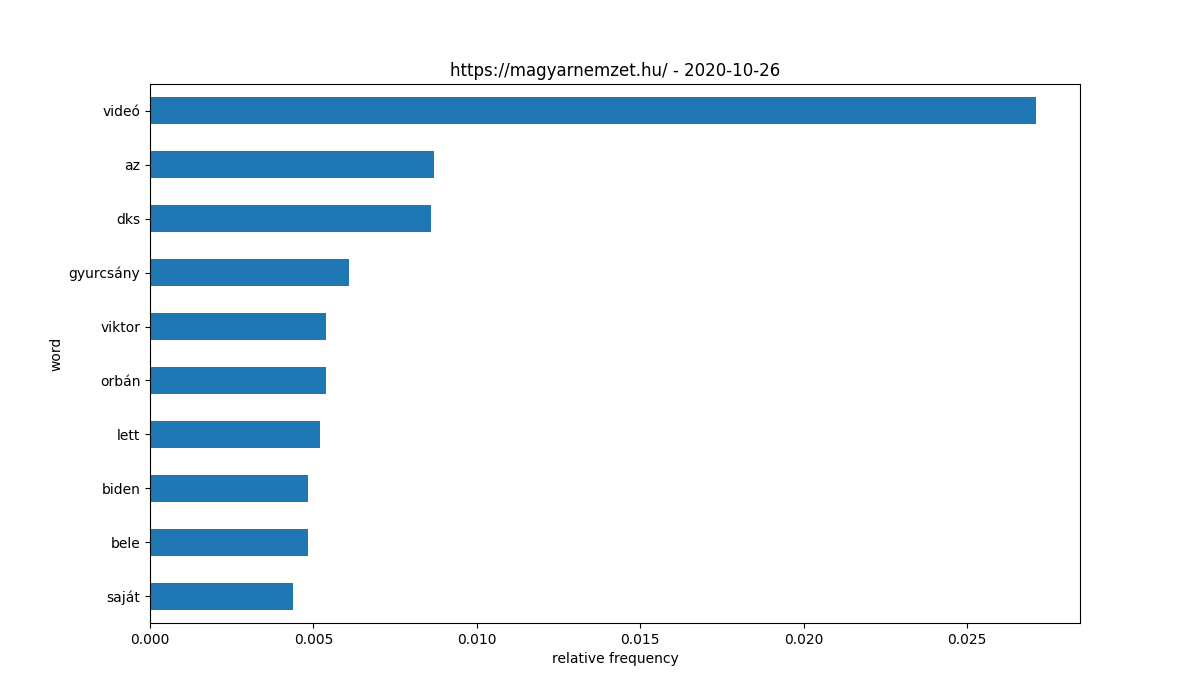 https://magyarnemzet.hu/ - 2020-10-26
word
videó
az
dks
gyurcsány
viktor
orbán
lett
biden
bele
saját
0.000 0.005 0.010 0.015 0.020 0.025
relative frequency